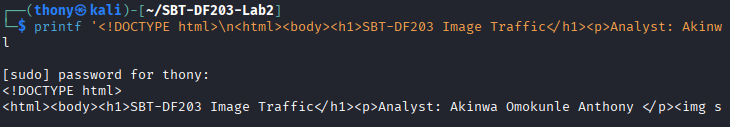 ┌──(thony㉿kali)-[~/SBT-DF203-Lab2]
└─$ printf '<!DOCTYPE html>\n<html><body><h1>SBT-DF203 Image Traffic</h1><p>Analyst: Akinw
l
[sudo] password for thony:
<!DOCTYPE html>
<html><body><h1>SBT-DF203 Image Traffic</h1><p>Analyst: Akinwa Omokunle Anthony </p><img s